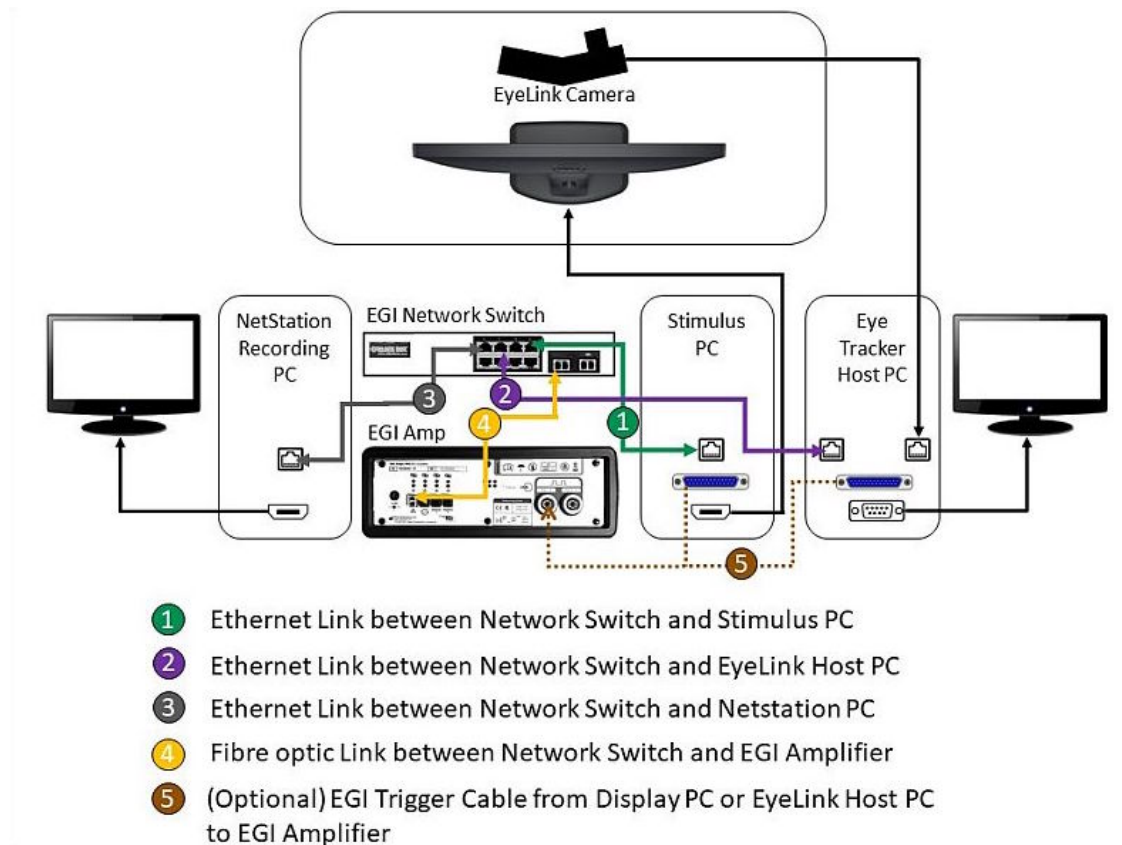 EyeLink Camera
NetStation
Recording
PC
EGI Network Switch
Stimulus
PC
Eye
Tracker
Host PC
3
2
4
1
EGI Amp
5
1 Ethernet Link between Network Switch and Stimulus PC
2 Ethernet Link between Network Switch and EyeLink Host PC
3 Ethernet Link between Network Switch and Netstation PC
4 Fibre optic Link between Network Switch and EGI Amplifier
5 (Optional) EGI Trigger Cable from Display PC or EyeLink Host PC
to EGI Amplifier